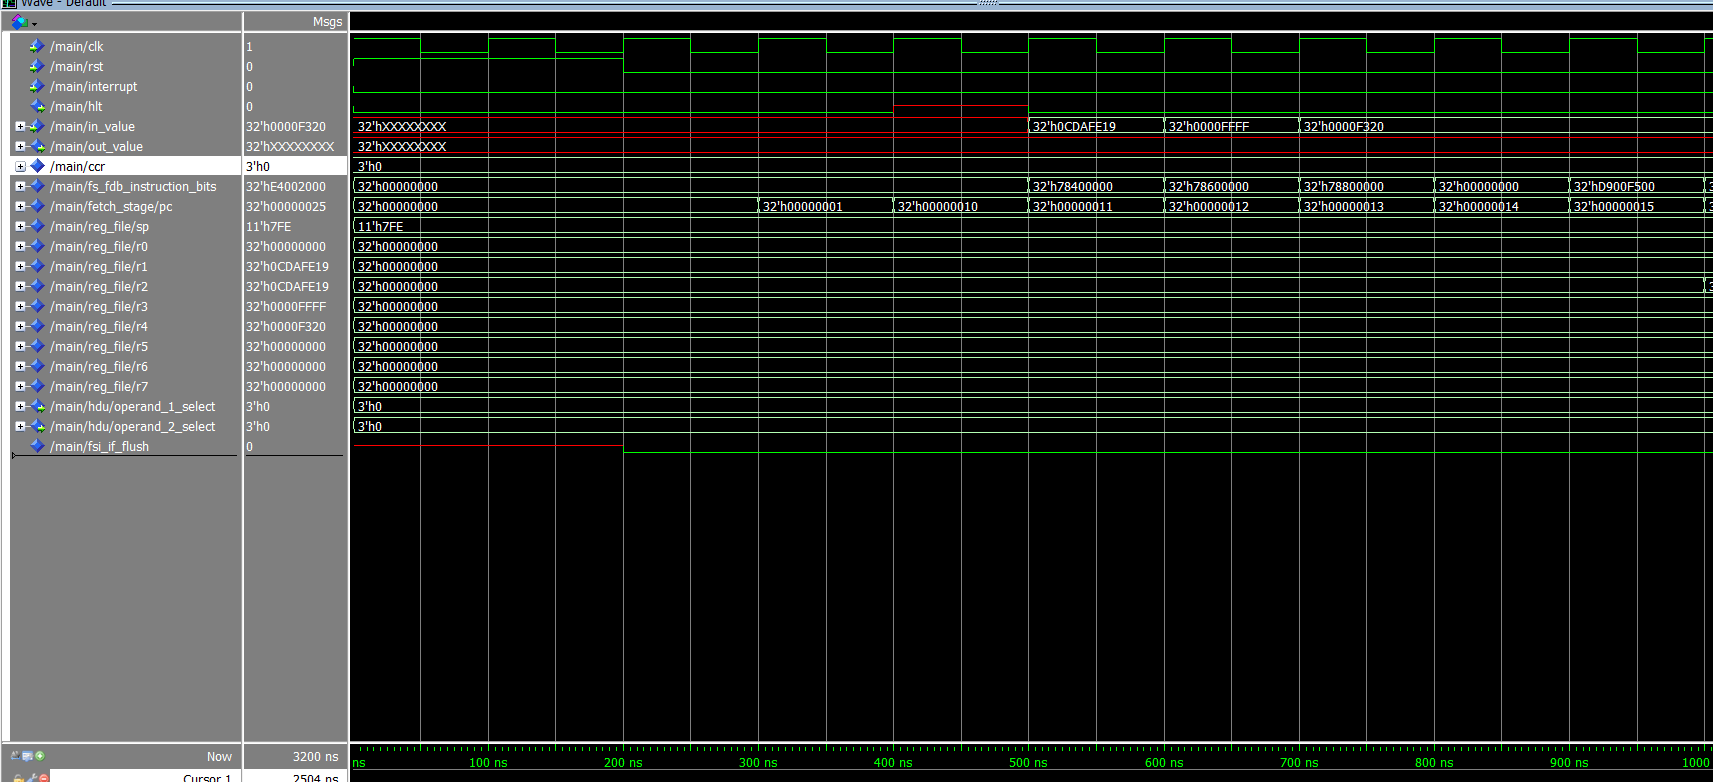 Wave - Default
Msgs
/main/clk 1
/main/rst 0
/main/interrupt 0
/main/hlt 0
/main/in_value 32'h0000F320 32'hXXXXXXXX 32'h0CDAFE19 32'h0000FFFF 32'h0000F320
/main/out_value 32'hXXXXXXXX 32'hXXXXXXXX
/main/ccr 3'h0 3'h0
/main/fs_fdb_instruction_bits 32'hE4002000 32'h00000000 32'h78400000 32'h78600000 32'h78800000 32'h00000000 32'hD900F500
/main/fetch_stage/pc 32'h00000025 32'h00000000 32'h00000001 32'h00000010 32'h00000011 32'h00000012 32'h00000013 32'h00000014 32'h00000015
/main/reg_file/sp 11'h7FE 11'h7FE
/main/reg_file/r0 32'h00000000 32'h00000000
/main/reg_file/r1 32'h0CDAFE19 32'h00000000
/main/reg_file/r2 32'h0CDAFE19 32'h00000000
/main/reg_file/r3 32'h0000FFFF 32'h00000000
/main/reg_file/r4 32'h0000F320 32'h00000000
/main/reg_file/r5 32'h00000000 32'h00000000
/main/reg_file/r6 32'h00000000 32'h00000000
/main/reg_file/r7 32'h00000000 32'h00000000
/main/hdu/operand_1_select 3'h0 3'h0
/main/hdu/operand_2_select 3'h0 3'h0
/main/fsi_if_flush 0
Now 3200 ns
ns 100 ns 200 ns 300 ns 400 ns 500 ns 600 ns 700 ns 800 ns 900 ns 1000
Cursor 1 2504 ns